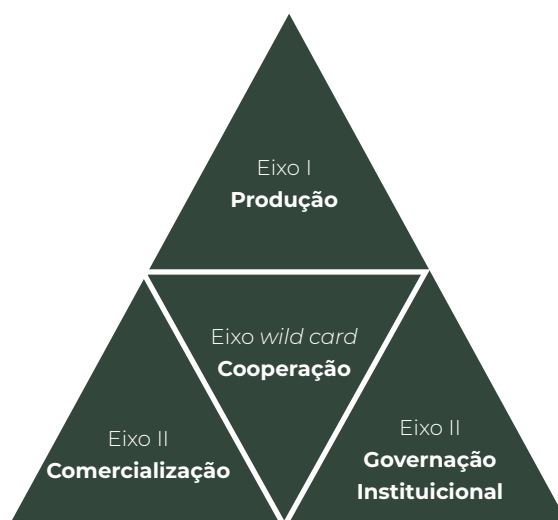 Eixo I
Produção
Eixo wild card
Cooperação
Eixo II
Comercialização
Eixo II
Governação
Instituicional